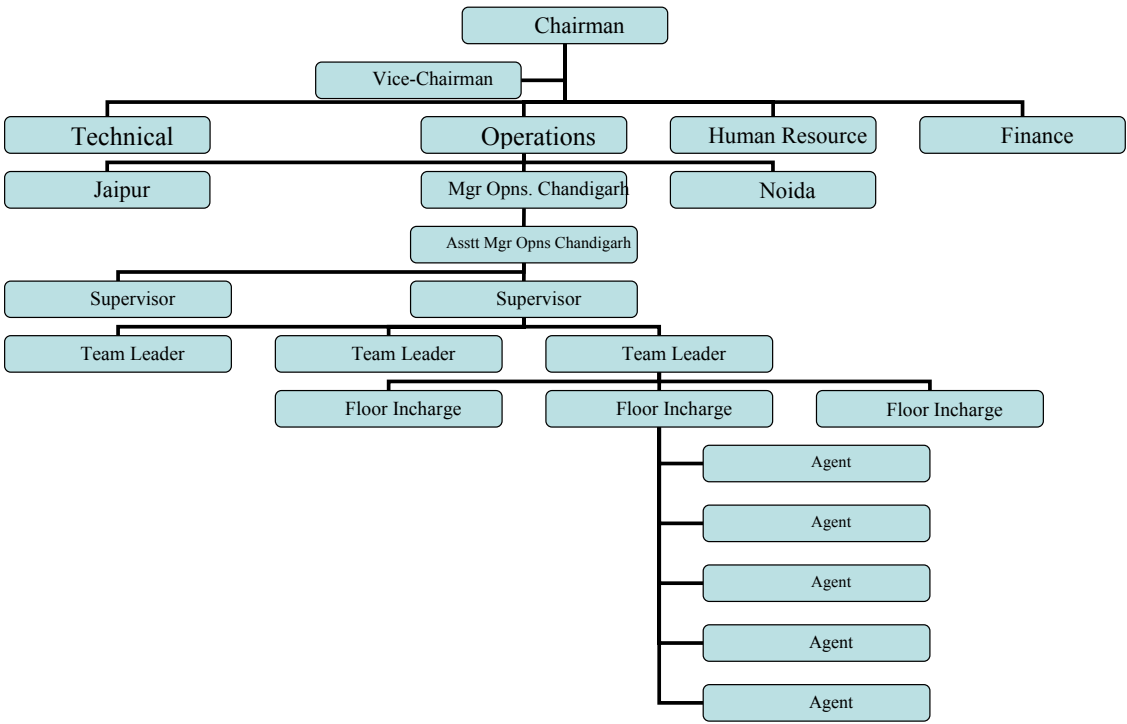 Chairman
Vice-Chairman
Technical
Operations
Human Resource
Finance
Jaipur
Mgr Opns. Chandigarh
Noida
Asstt Mgr Opns Chandigarh
Supervisor
Supervisor
Team Leader
Team Leader
Team Leader
Floor Incharge
Floor Incharge
Floor Incharge
Agent
Agent
Agent
Agent
Agent